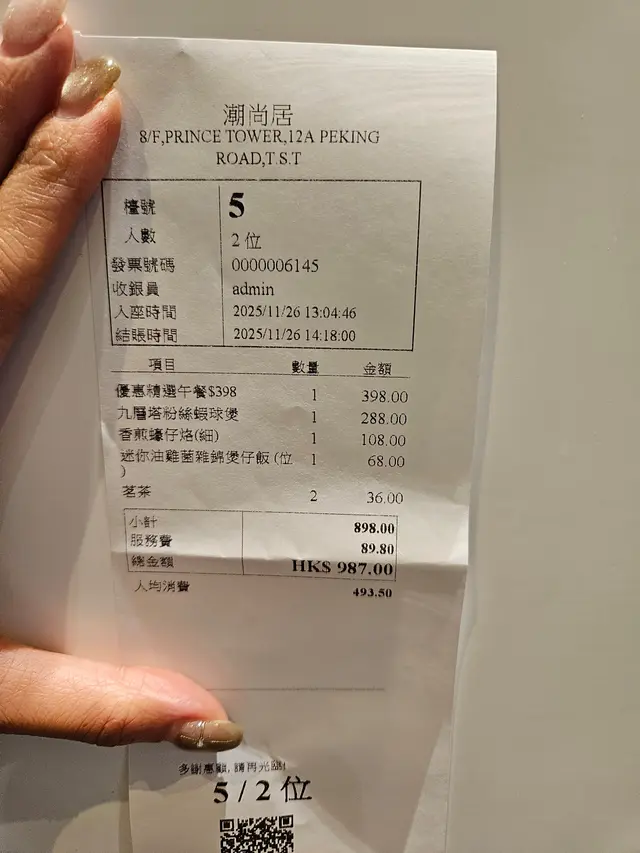 潮尚居
8/F,PRINCE TOWER,12A PEKING
ROAD,T.S.T
檯號 5
人數 2 位
發票號碼 0000006145
收銀員 admin
入座時間 2025/11/26 13:04:46
結賬時間 2025/11/26 14:18:00
項目 數量 金額
優惠精選午餐$398 1 398.00
九層塔粉絲蝦球煲 1 288.00
香煎蠔仔烙(細) 1 108.00
迷你油雞菌雜錦煲仔飯 (位 1 68.00
)
茗茶 2 36.00
小計 898.00
服務費 89.80
總金額 HK$ 987.00
人均消費 493.50
多謝惠顧, 請再光臨!
5 / 2 位